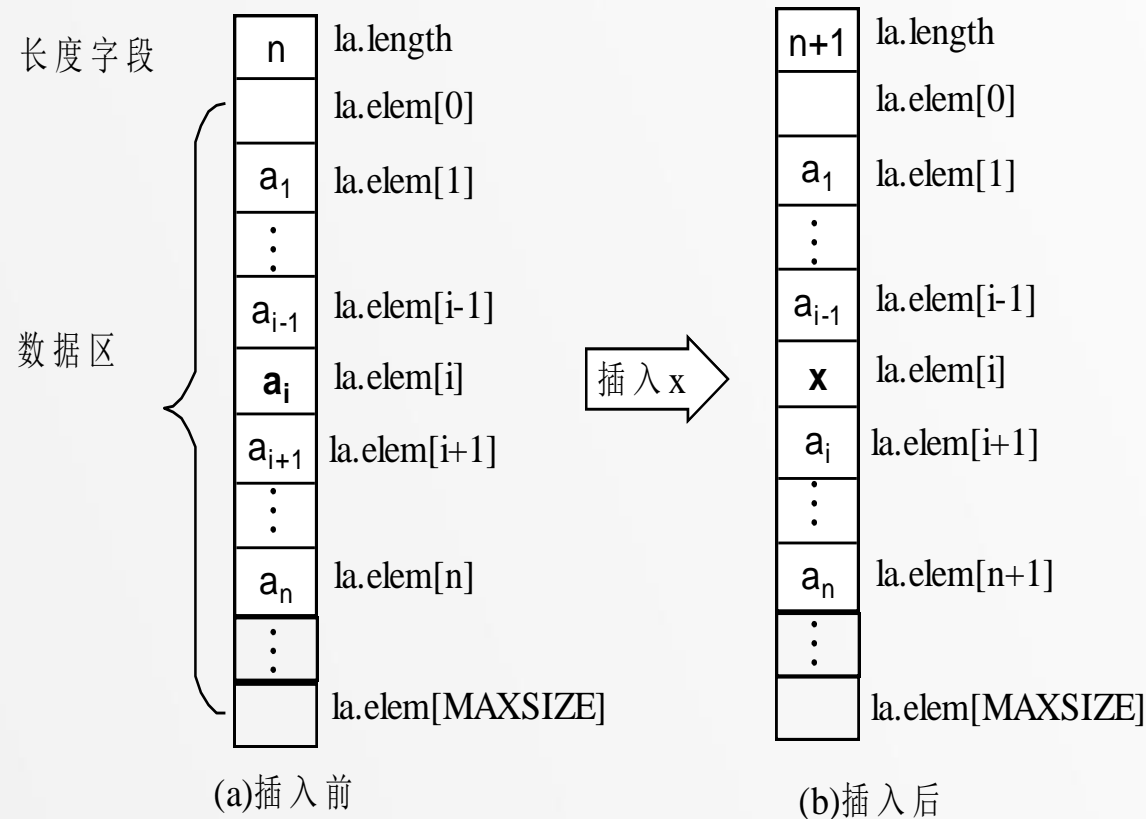 长度字段 n la.length
la.elem[0]
a₁ la.elem[1]
⋮
aᵢ₋₁ la.elem[i-1]
数据区
aᵢ la.elem[i]
aᵢ₊₁ la.elem[i+1]
⋮
aₙ la.elem[n]
⋮
la.elem[MAXSIZE]
(a)插入前
插入x
n+1 la.length
la.elem[0]
a₁ la.elem[1]
⋮
aᵢ₋₁ la.elem[i-1]
x la.elem[i]
aᵢ la.elem[i+1]
⋮
aₙ la.elem[n+1]
⋮
la.elem[MAXSIZE]
(b)插入后